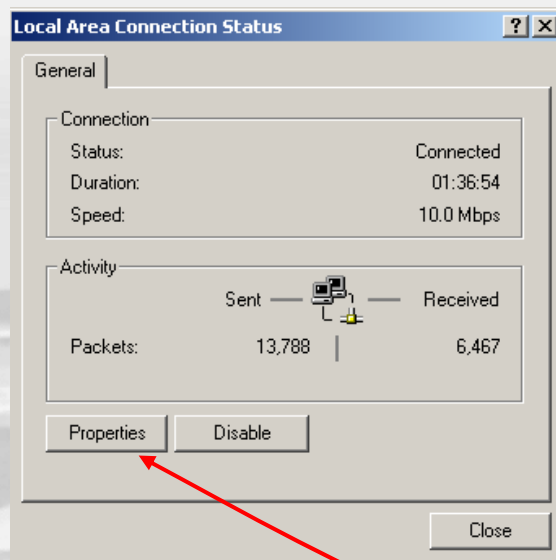 Local Area Connection Status ? X
General
Connection
Status: Connected
Duration: 01:36:54
Speed: 10.0 Mbps
Activity
Sent Received
Packets: 13,788 6,467
Properties Disable
Close